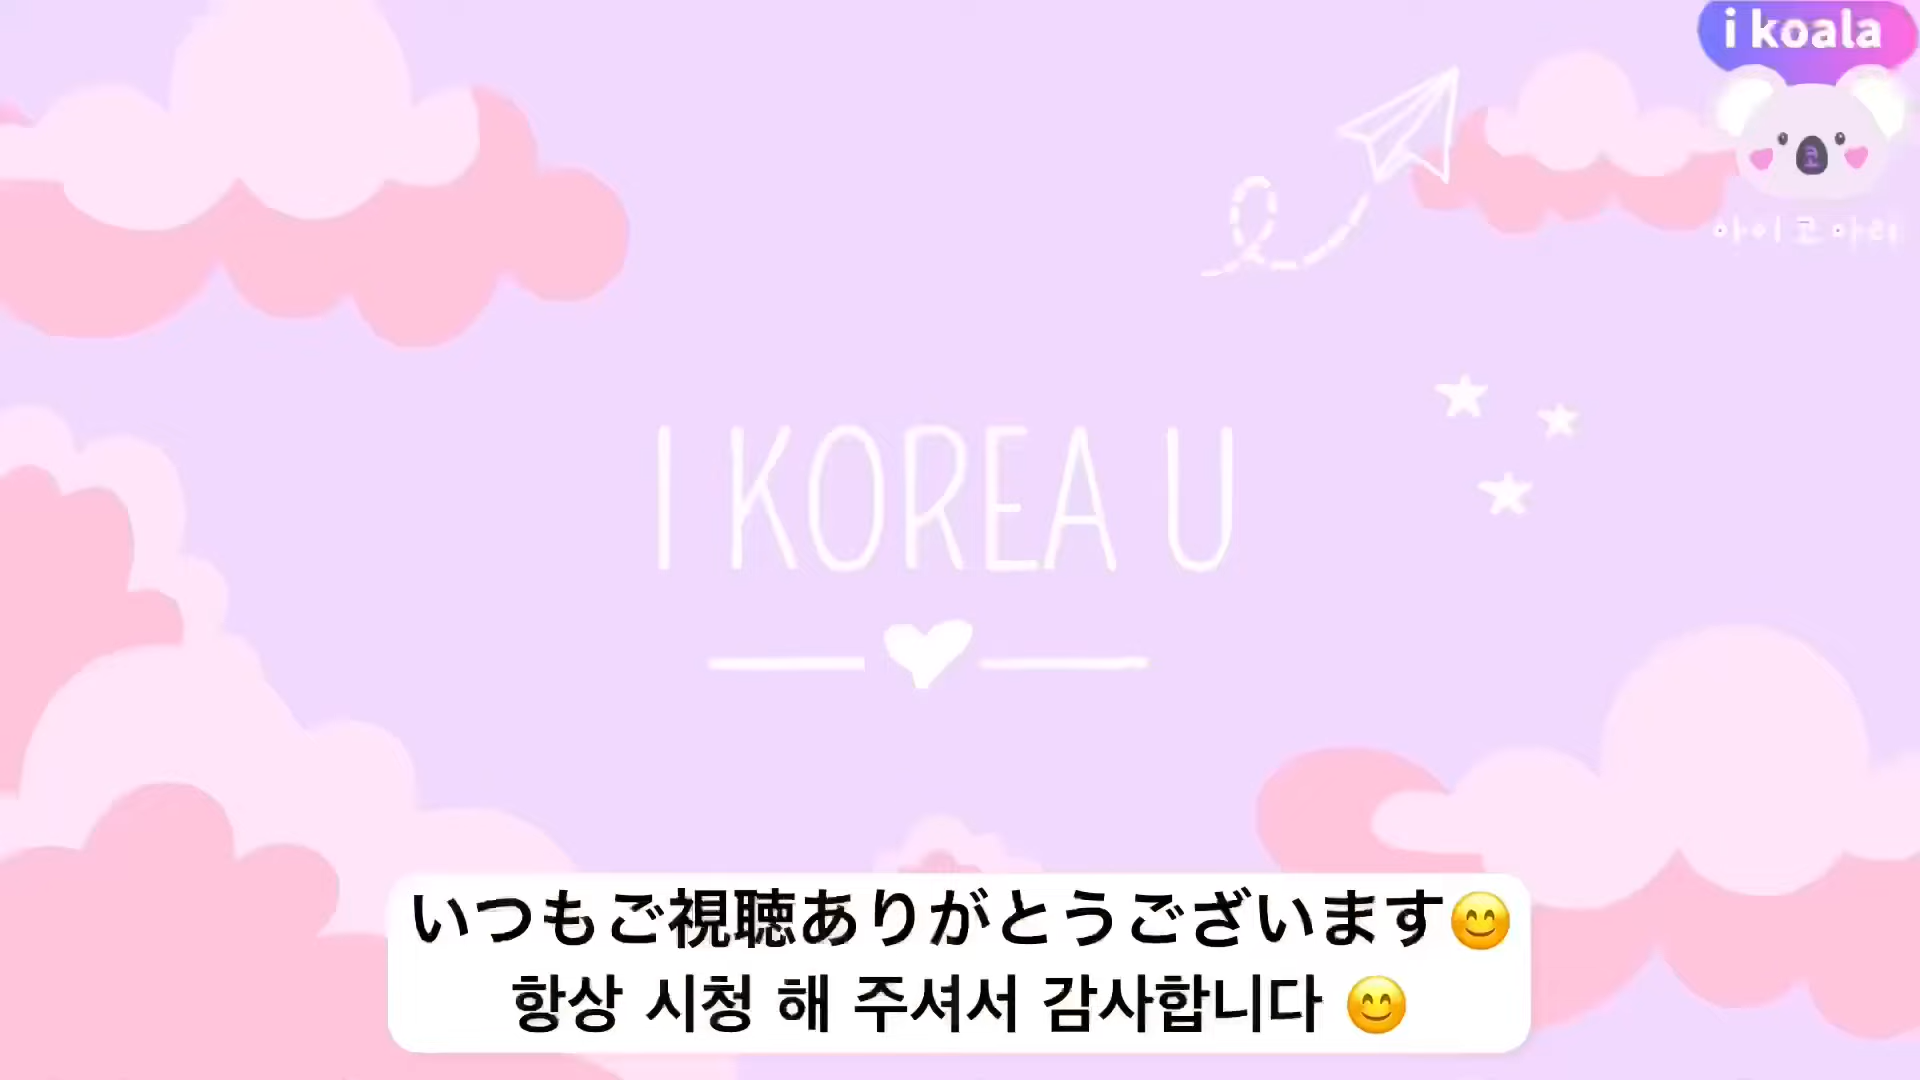 i koala
코
아이코아라
I KOREA U
いつもご視聴ありがとうございます😊
항상 시청 해 주셔서 감사합니다 😊